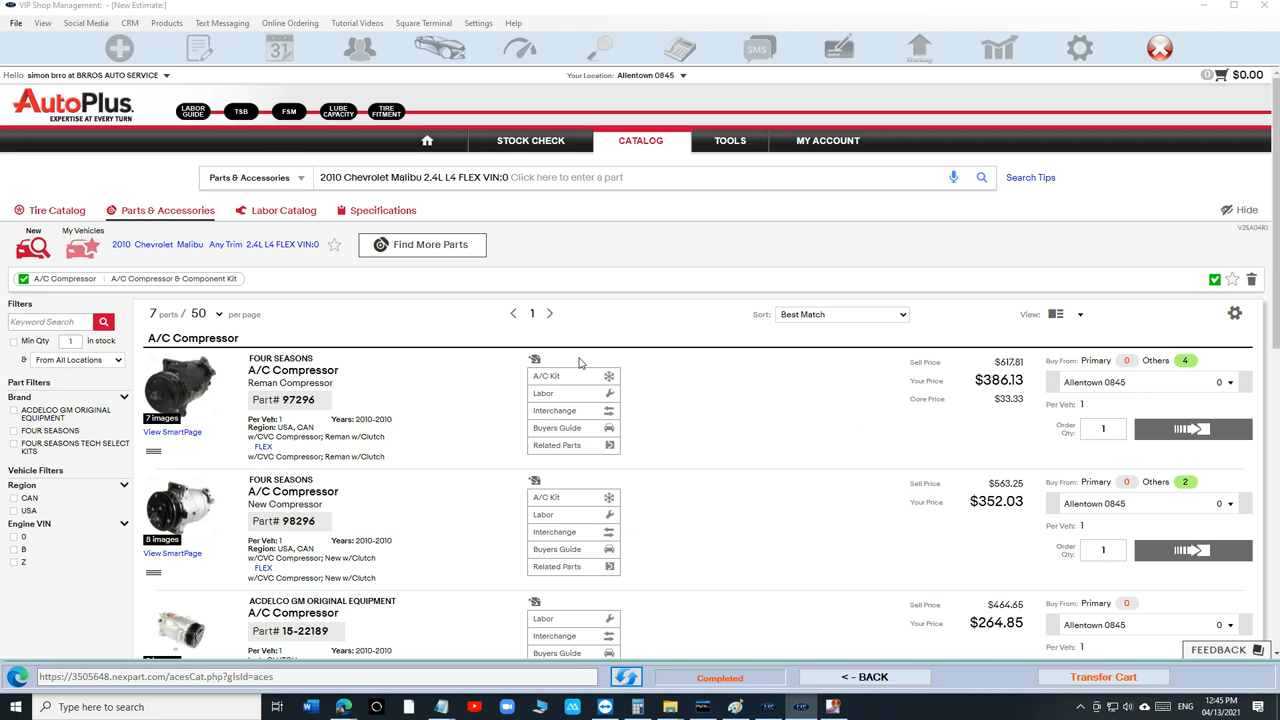 VIP Shop Management: - [New Estimate:]
File View Social Media CRM Products Text Messaging Online Ordering Tutorial Videos Square Terminal Settings Help
31 SMS
Hello simon brro at BRROS AUTO SERVICE Your Location: Allentown 0845 0 $0.00
AutoPlus.
EXPERTISE AT EVERY TURN
LABOR GUIDE TSB FSM LUBE CAPACITY TIRE FITMENT
STOCK CHECK CATALOG TOOLS MY ACCOUNT
Parts & Accessories 2010 Chevrolet Malibu 2.4L L4 FLEX VIN:0 Click here to enter a part Search Tips
Tire Catalog Parts & Accessories Labor Catalog Specifications Hide
New My Vehicles V25A04R1
2010 Chevrolet Malibu Any Trim 2.4L L4 FLEX VIN:0 Find More Parts
A/C Compressor A/C Compressor & Component Kit
Filters
Keyword Search
Min Qty 1 in stock
& From All Locations
Part Filters
Brand
ACDELCO GM ORIGINAL
EQUIPMENT
FOUR SEASONS
FOUR SEASONS TECH SELECT
KITS
Vehicle Filters
Region
CAN
USA
Engine VIN
0
B
Z
7 parts / 50 per page 1 Sort: Best Match View:
A/C Compressor
7 images
View SmartPage
FOUR SEASONS
A/C Compressor
Reman Compressor
Part# 97296
Per Veh: 1 Years: 2010-2010
Region: USA, CAN
w/CVC Compressor; Reman w/Clutch
FLEX
w/CVC Compressor; Reman w/Clutch
A/C Kit
Labor
Interchange
Buyers Guide
Related Parts
Sell Price $617.81
Your Price $386.13
Core Price $33.33
Buy From: Primary 0 Others 4
Allentown 0845 0
Per Veh: 1
Order
Qty: 1
8 images
View SmartPage
FOUR SEASONS
A/C Compressor
New Compressor
Part# 98296
Per Veh: 1 Years: 2010-2010
Region: USA, CAN
w/CVC Compressor; New w/Clutch
FLEX
w/CVC Compressor; New w/Clutch
A/C Kit
Labor
Interchange
Buyers Guide
Related Parts
Sell Price $563.25
Your Price $352.03
Buy From: Primary 0 Others 2
Allentown 0845 0
Per Veh: 1
Order
Qty: 1
ACDELCO GM ORIGINAL EQUIPMENT
A/C Compressor
Part# 15-22189
Per Veh: 1 Years: 2010-2010
Labor
Interchange
Buyers Guide
Sell Price $464.65
Your Price $264.85
Buy From: Primary 0
Allentown 0845 0
Per Veh: 1
FEEDBACK
https://3505648.nexpart.com/acesCat.php?glsId=aces Completed < - BACK Transfer Cart
Type here to search
12:45 PM
04/13/2021